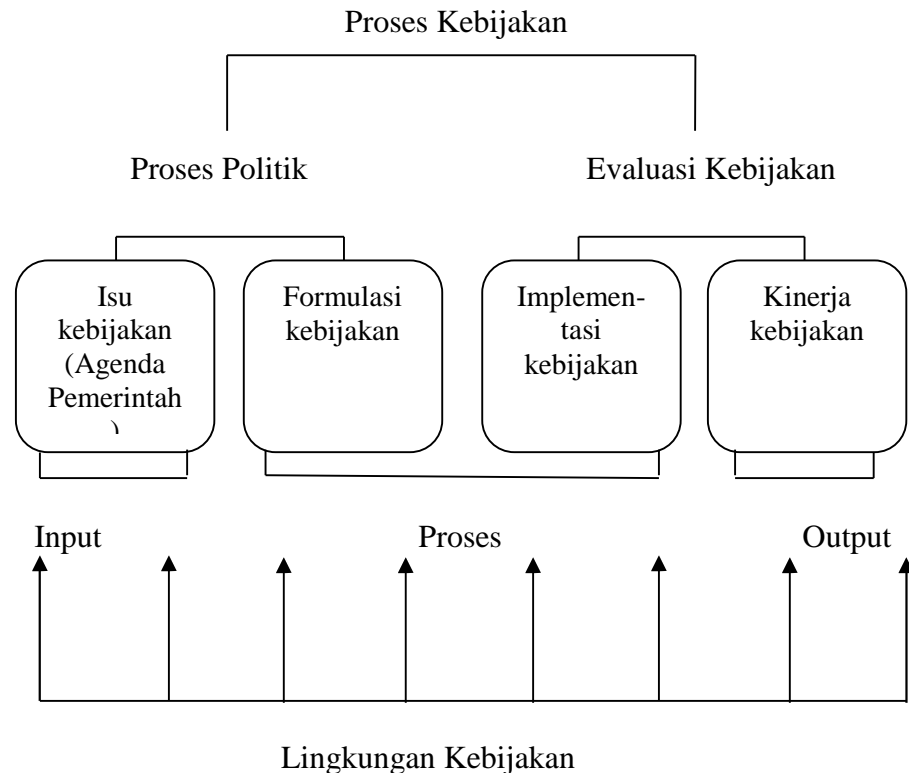 Proses Kebijakan
Proses Politik
Evaluasi Kebijakan
Isu
kebijakan
(Agenda
Pemerintah
)
Formulasi
kebijakan
Implemen-
tasi
kebijakan
Kinerja
kebijakan
Input
Proses
Output
Lingkungan Kebijakan